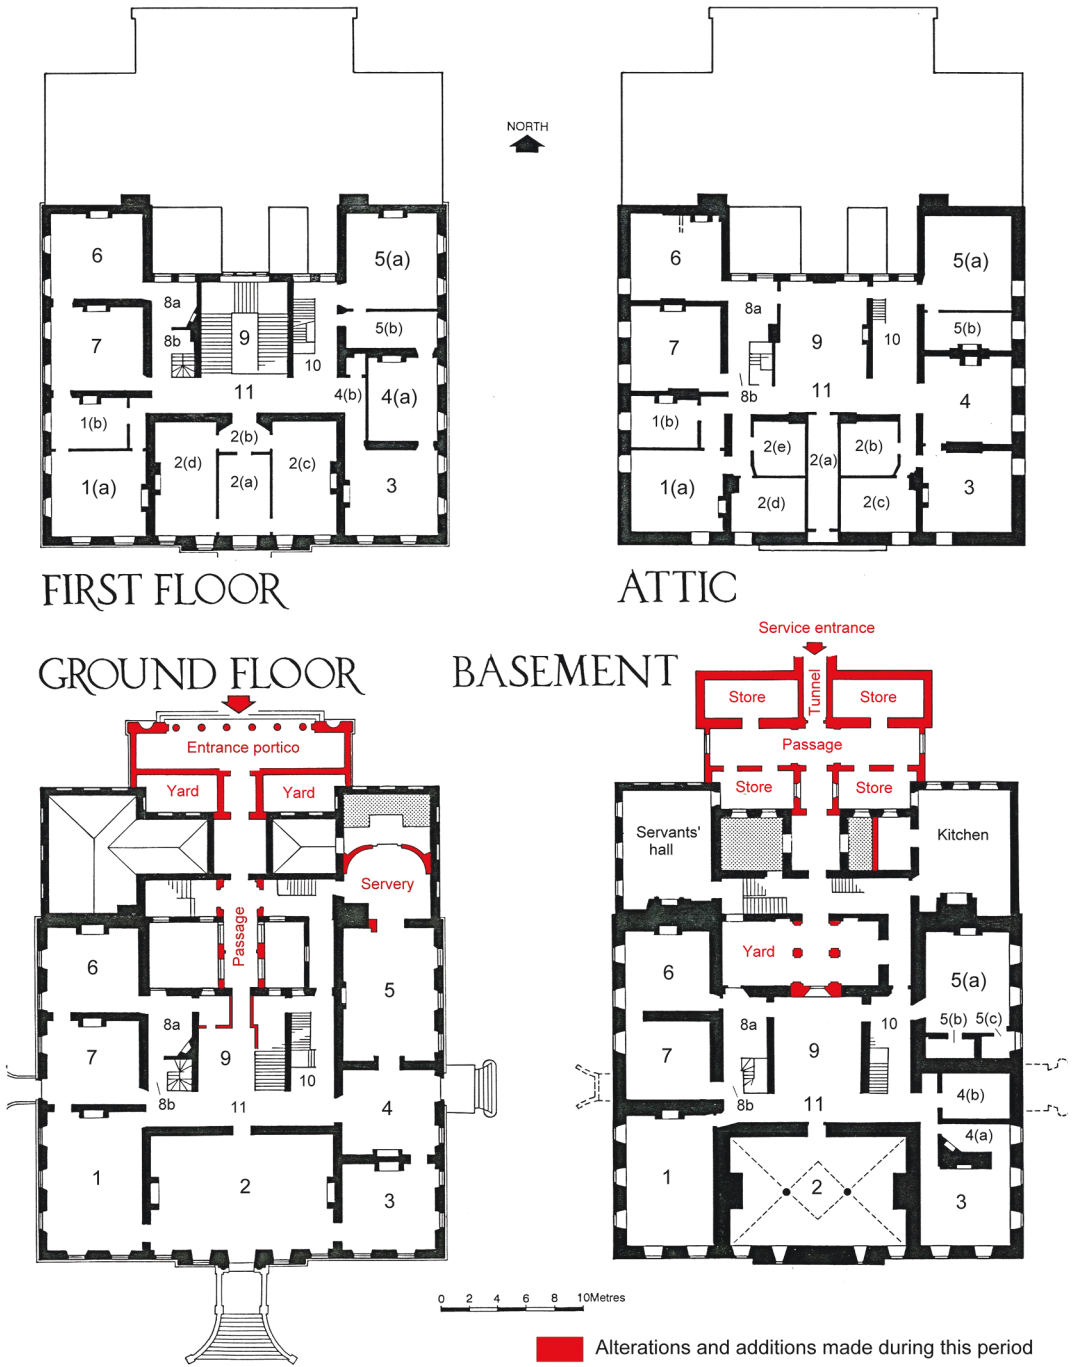 NORTH
6
5(a)
8a
8b
9
10
5(b)
7
11
4(b)
4(a)
1(b)
2(b)
2(d)
2(a)
2(c)
1(a)
3
FIRST FLOOR
6
5(a)
8a
9
10
5(b)
7
8b
11
4
1(b)
2(e)
2(a)
2(b)
1(a)
2(d)
2(c)
3
ATTIC
GROUND FLOOR
Entrance portico
Yard
Yard
Servery
Passage
6
5
8a
7
9
10
8b
11
4
1
2
3
BASEMENT
Service entrance
Store
Tunnel
Store
Passage
Store
Store
Servants'
hall
Kitchen
Yard
6
5(a)
8a
10
5(b)
5(c)
7
9
8b
11
4(b)
4(a)
1
2
3
0 2 4 6 8 10Metres
Alterations and additions made during this period